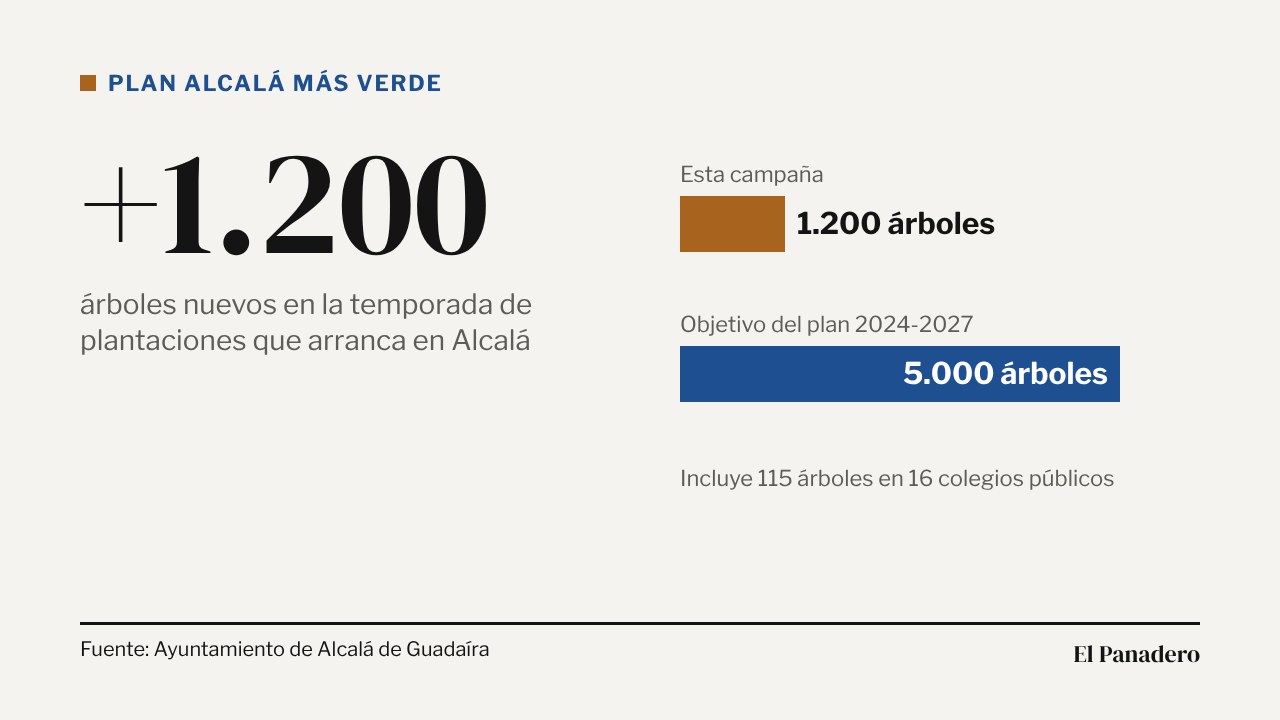 PLAN ALCALÁ MÁS VERDE
+1.200
árboles nuevos en la temporada de
plantaciones que arranca en Alcalá
Esta campaña
1.200 árboles
Objetivo del plan 2024-2027
5.000 árboles
Incluye 115 árboles en 16 colegios públicos
Fuente: Ayuntamiento de Alcalá de Guadaíra
El Panadero